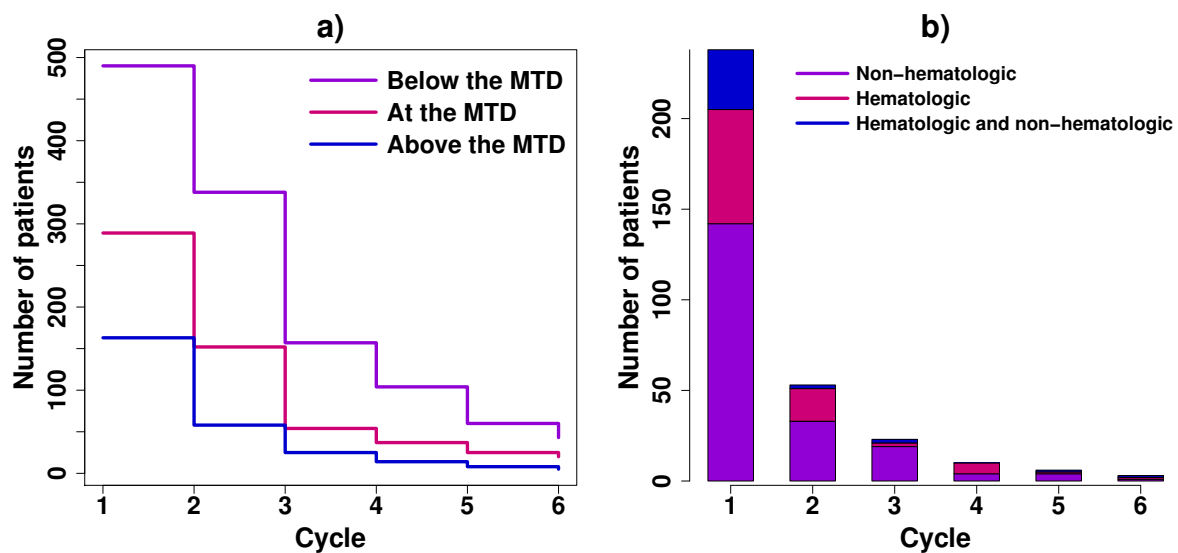 a)
Number of patients
0 100 200 300 400 500
Below the MTD
At the MTD
Above the MTD
1 2 3 4 5 6
Cycle
b)
Number of patients
0 50 100 150 200
Non−hematologic
Hematologic
Hematologic and non−hematologic
1 2 3 4 5 6
Cycle